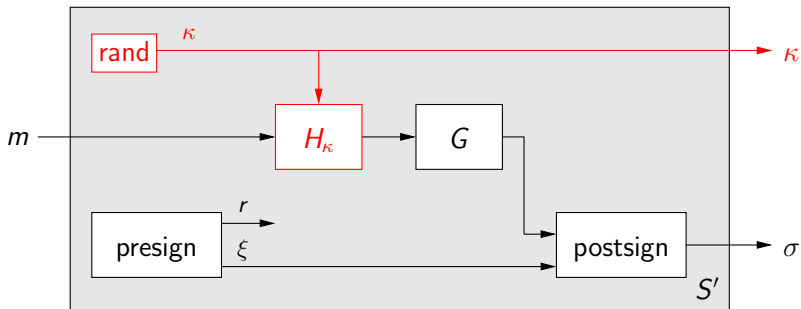 κ
rand
κ
m
H_κ
G
r
presign
ξ
postsign
σ
S′